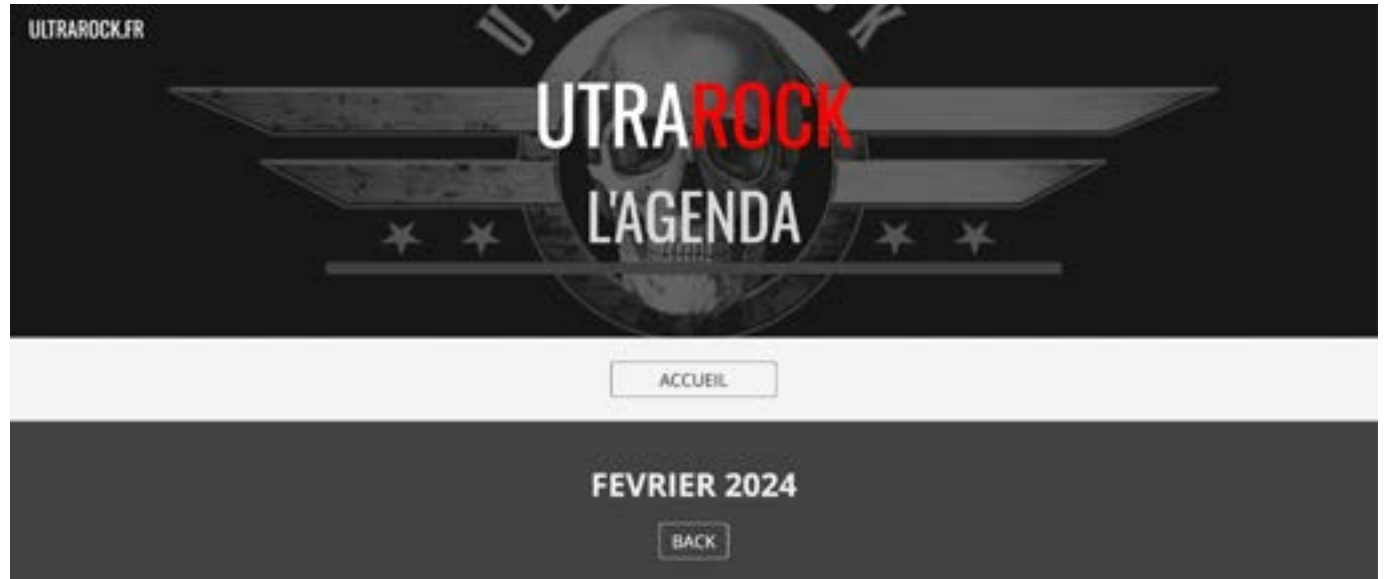 ULTRAROCK.FR
UTRAROCK
L'AGENDA
ACCUEIL
FEVRIER 2024
BACK